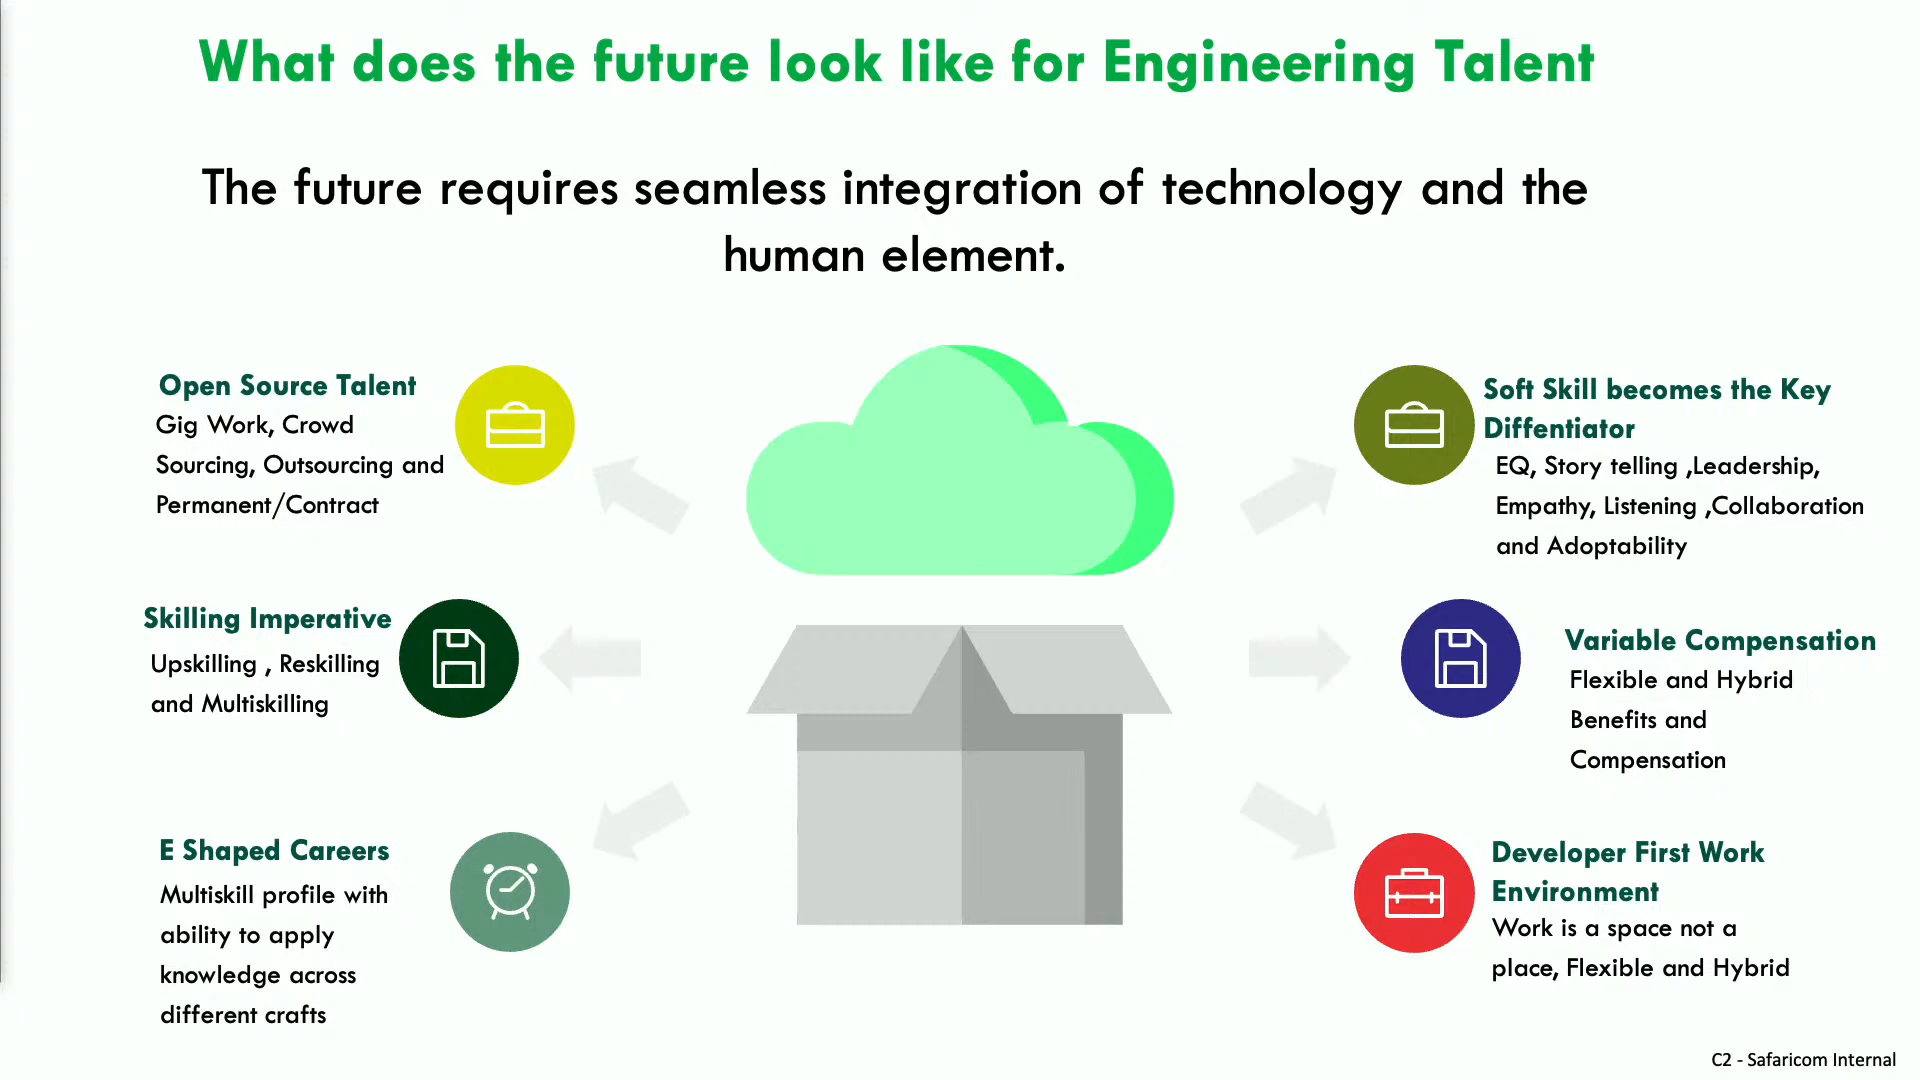 What does the future look like for Engineering Talent
The future requires seamless integration of technology and the
human element.
Open Source Talent
Gig Work, Crowd
Sourcing, Outsourcing and
Permanent/Contract
Skilling Imperative
Upskilling , Reskilling
and Multiskilling
E Shaped Careers
Multiskill profile with
ability to apply
knowledge across
different crafts
Soft Skill becomes the Key
Diffentiator
EQ, Story telling ,Leadership,
Empathy, Listening ,Collaboration
and Adoptability
Variable Compensation
Flexible and Hybrid
Benefits and
Compensation
Developer First Work
Environment
Work is a space not a
place, Flexible and Hybrid
C2 - Safaricom Internal